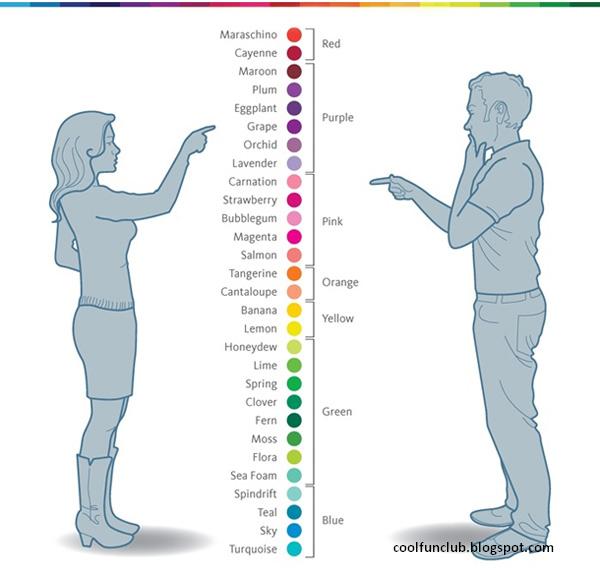 Maraschino
Cayenne
Red
Maroon
Plum
Eggplant
Grape
Orchid
Lavender
Purple
Carnation
Strawberry
Bubblegum
Magenta
Salmon
Pink
Tangerine
Cantaloupe
Orange
Banana
Lemon
Yellow
Honeydew
Lime
Spring
Clover
Fern
Moss
Flora
Sea Foam
Green
Spindrift
Teal
Sky
Turquoise
Blue
coolfunclub.blogspot.com